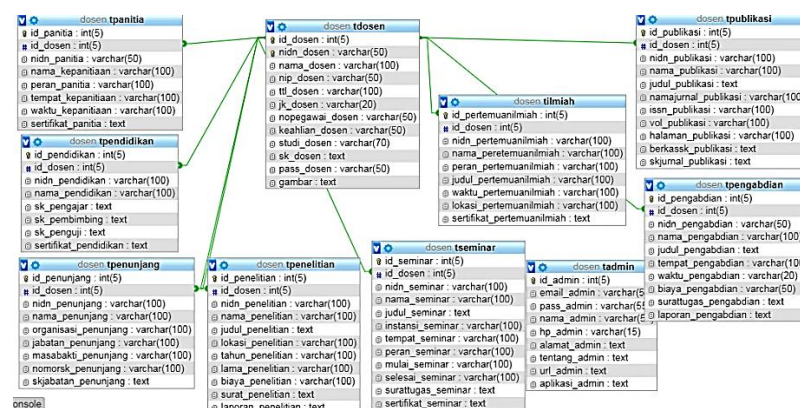 dosen tpanitia
id_panitia : int(5)
id_dosen : int(5)
nidn_panitia : varchar(50)
nama_kepanitiaan : varchar(100)
peran_panitia : varchar(100)
tempat_kepanitiaan : varchar(100)
waktu_kepanitiaan : varchar(100)
sertifikat_panitia : text
dosen tpendidikan
id_pendidikan : int(5)
id_dosen : int(5)
nidn_pendidikan : varchar(100)
nama_pendidikan : varchar(100)
sk_pengajar : text
sk_pembimbing : text
sk_penguji : text
sertifikat_pendidikan : text
dosen tpenunjang
id_penunjang : int(5)
id_dosen : int(5)
nidn_penunjang : varchar(100)
nama_penunjang : varchar(100)
organisasi_penunjang : varchar(100)
jabatan_penunjang : varchar(100)
masabakti_penunjang : varchar(100)
nomorsk_penunjang : varchar(100)
skjabatan_penunjang : text
onsole
dosen tdosen
id_dosen : int(5)
nidn_dosen : varchar(50)
nama_dosen : varchar(100)
nip_dosen : varchar(50)
ttl_dosen : varchar(100)
jk_dosen : varchar(20)
nopegawai_dosen : varchar(50)
keahlian_dosen : varchar(50)
studi_dosen : varchar(70)
sk_dosen : text
pass_dosen : varchar(50)
gambar : text
dosen tpenelitian
id_penelitian : int(5)
id_dosen : int(5)
nidn_penelitian : varchar(100)
nama_penelitian : varchar(100)
judul_penelitian : text
lokasi_penelitian : varchar(100)
tahun_penelitian : varchar(100)
lama_penelitian : varchar(100)
biaya_penelitian : varchar(100)
surat_penelitian : text
laporan_penelitian : text
dosen tseminar
id_seminar : int(5)
id_dosen : int(5)
nidn_seminar : varchar(100)
nama_seminar : varchar(100)
judul_seminar : text
instansi_seminar : varchar(100)
tempat_seminar : varchar(100)
peran_seminar : varchar(100)
mulai_seminar : varchar(100)
selesai_seminar : varchar(100)
surattugas_seminar : text
sertifikat_seminar : text
dosen tilmiah
id_pertemuanilmiah : int(5)
id_dosen : int(5)
nidn_pertemuanilmiah : varchar(100)
nama_peretemuanilmiah : varchar(100)
peran_pertemuanilmiah : varchar(100)
judul_pertemuanilmiah : varchar(100)
waktu_pertemuanilmiah : varchar(100)
lokasi_pertemuanilmiah : varchar(100)
sertifikat_pertemuanilmiah : text
dosen tadmin
id_admin : int(5)
email_admin : varchar(5
pass_admin : varchar(55
nama_admin : varchar(5
hp_admin : varchar(15)
alamat_admin : text
tentang_admin : text
url_admin : text
aplikasi_admin : text
dosen tpublikasi
id_publikasi : int(5)
id_dosen : int(5)
nidn_publikasi : varchar(100)
nama_publikasi : varchar(100)
judul_publikasi : text
namajurnal_publikasi : varchar(100
issn_publikasi : varchar(100)
vol_publikasi : varchar(100)
halaman_publikasi : varchar(100)
berkassk_publikasi : text
skjurnal_publikasi : text
dosen tpengabdian
id_pengabdian : int(5)
id_dosen : int(5)
nidn_pengabdian : varchar(50)
nama_pengabdian : varchar(100)
judul_pengabdian : text
tempat_pengabdian : varchar(100
waktu_pengabdian : varchar(20)
biaya_pengabdian : varchar(50)
surattugas_pengabdian : text
laporan_pengabdian : text